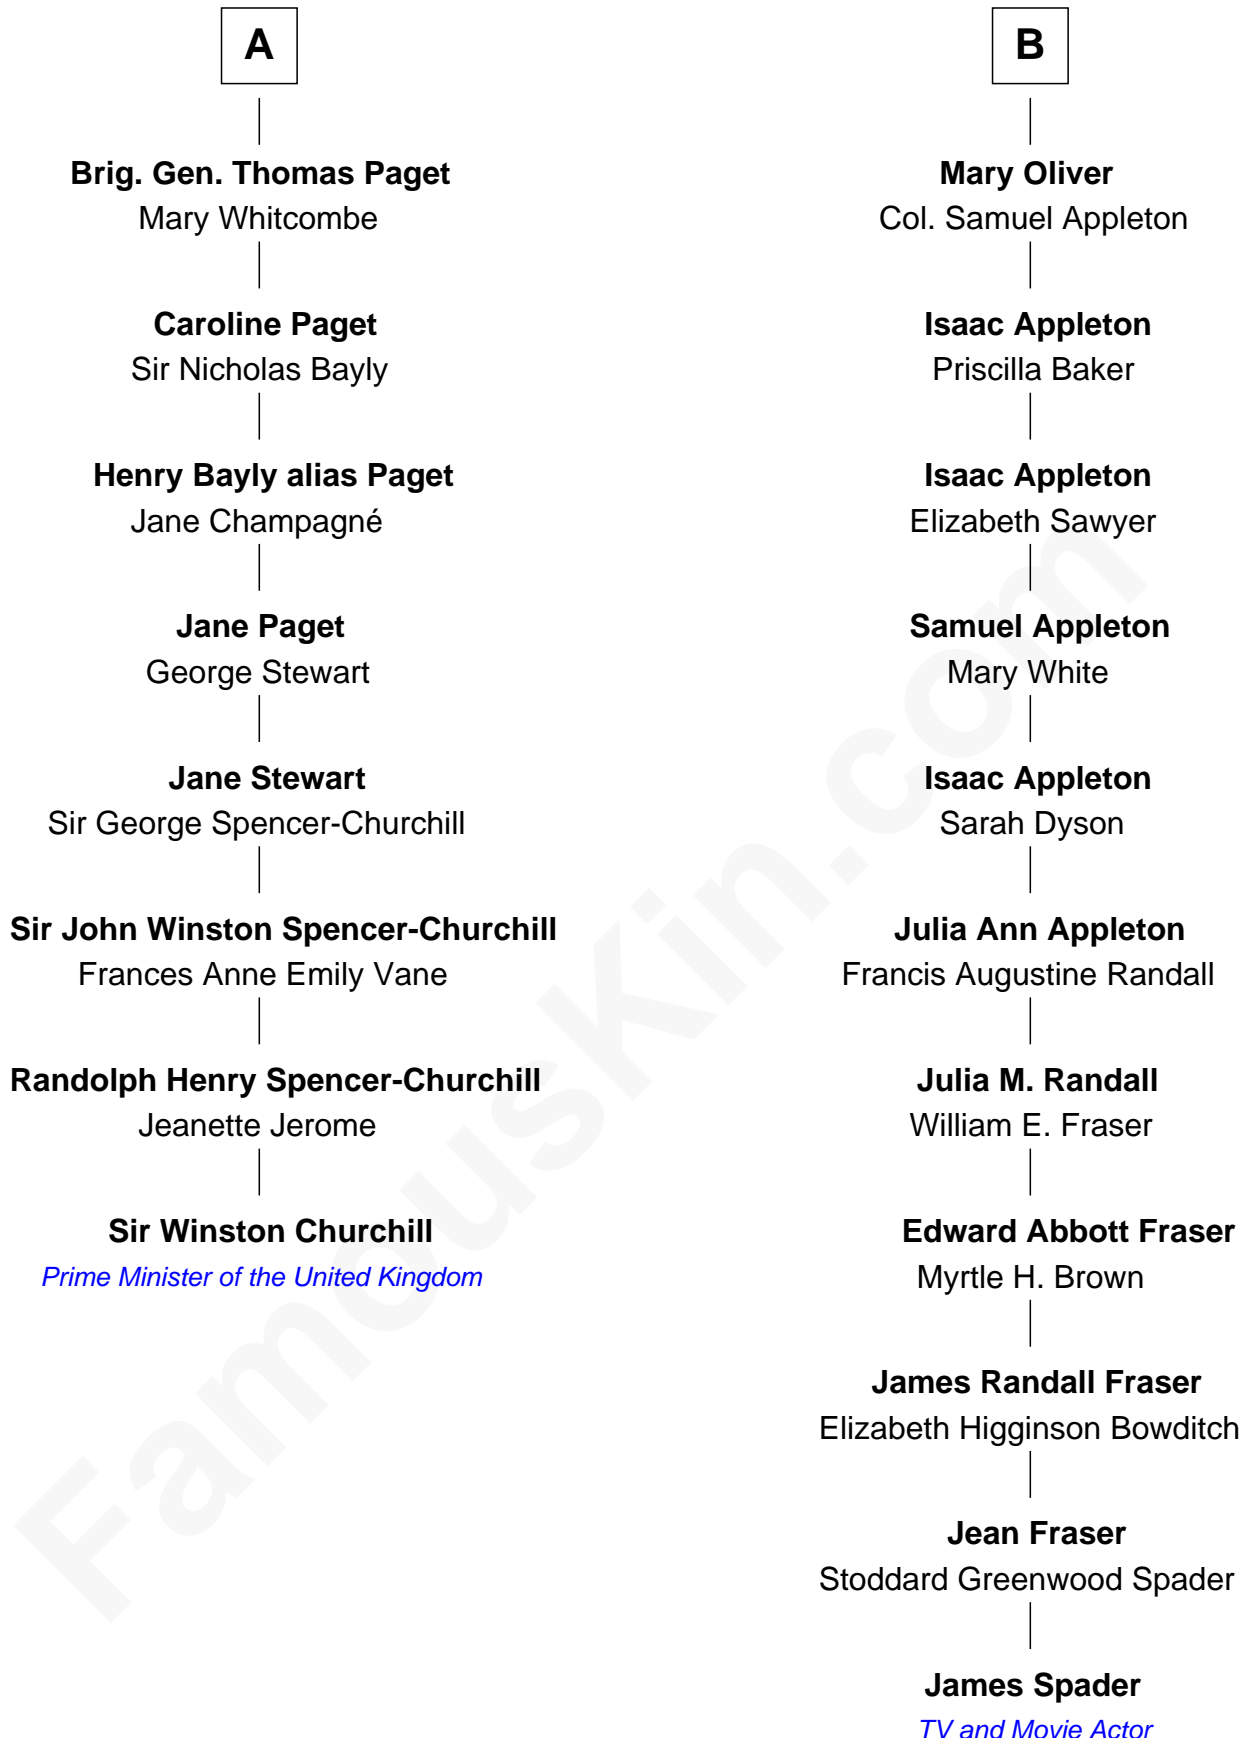 A
Brig. Gen. Thomas Paget
Mary Whitcombe
Caroline Paget
Sir Nicholas Bayly
Henry Bayly alias Paget
Jane Champagné
Jane Paget
George Stewart
Jane Stewart
Sir George Spencer-Churchill
Sir John Winston Spencer-Churchill
Frances Anne Emily Vane
Randolph Henry Spencer-Churchill
Jeanette Jerome
Sir Winston Churchill
Prime Minister of the United Kingdom
B
Mary Oliver
Col. Samuel Appleton
Isaac Appleton
Priscilla Baker
Isaac Appleton
Elizabeth Sawyer
Samuel Appleton
Mary White
Isaac Appleton
Sarah Dyson
Julia Ann Appleton
Francis Augustine Randall
Julia M. Randall
William E. Fraser
Edward Abbott Fraser
Myrtle H. Brown
James Randall Fraser
Elizabeth Higginson Bowditch
Jean Fraser
Stoddard Greenwood Spader
James Spader
TV and Movie Actor
FamousKin.com